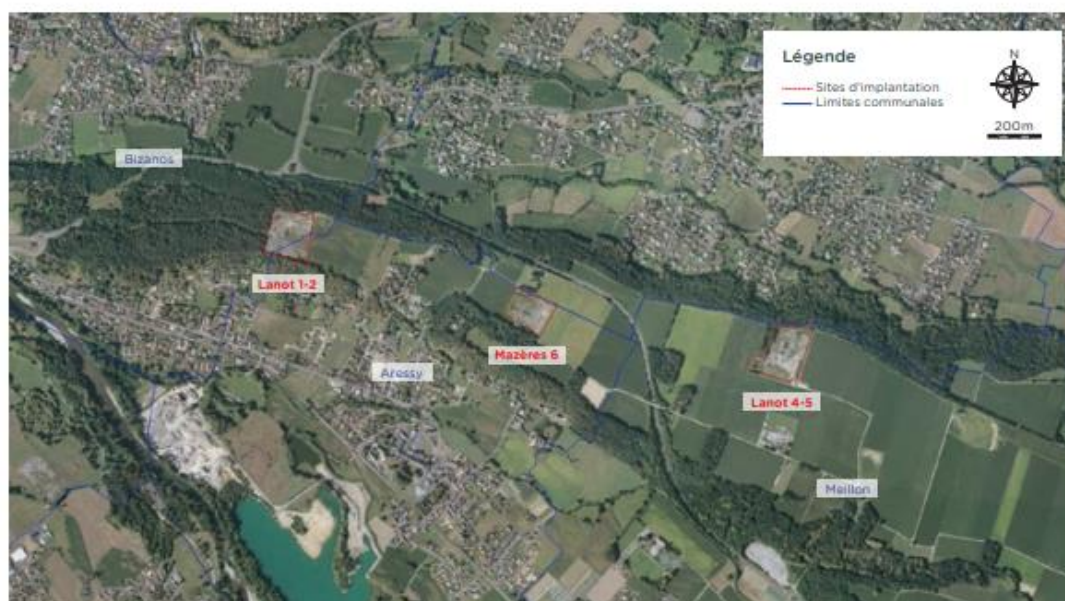 Légende
N
Sites d'implantation
Limites communales
200m
Bizanos
Lanot 1-2
Mazères 6
Aressy
Lanot 4-5
Meillon